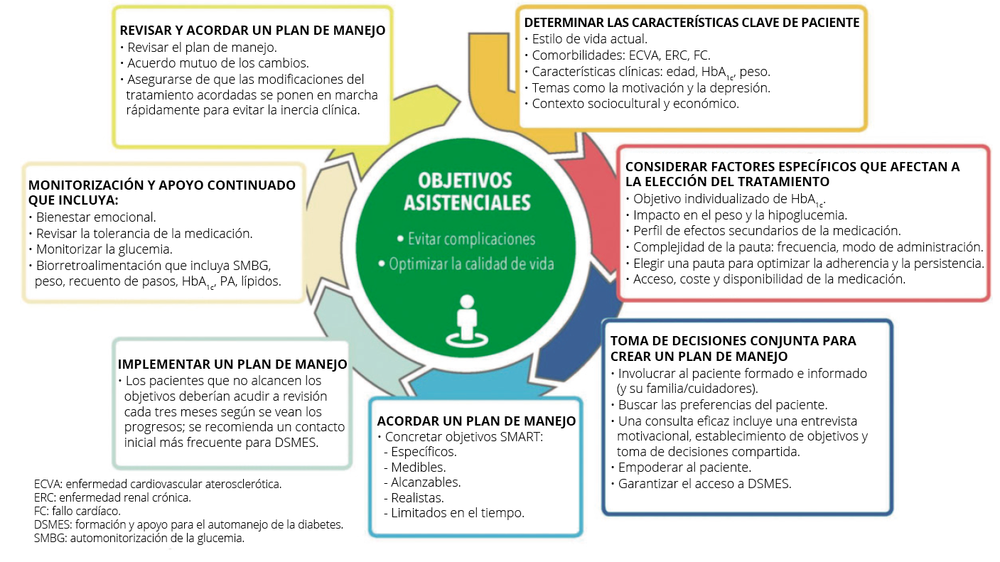 REVISAR Y ACORDAR UN PLAN DE MANEJO
• Revisar el plan de manejo.
• Acuerdo mutuo de los cambios.
• Asegurarse de que las modificaciones del
tratamiento acordadas se ponen en marcha
rápidamente para evitar la inercia clínica.
DETERMINAR LAS CARACTERÍSTICAS CLAVE DE PACIENTE
• Estilo de vida actual.
• Comorbilidades: ECVA, ERC, FC.
• Características clínicas: edad, HbA1c, peso.
• Temas como la motivación y la depresión.
• Contexto sociocultural y económico.
CONSIDERAR FACTORES ESPECÍFICOS QUE AFECTAN A
LA ELECCIÓN DEL TRATAMIENTO
• Objetivo individualizado de HbA1c.
• Impacto en el peso y la hipoglucemia.
• Perfil de efectos secundarios de la medicación.
• Complejidad de la pauta: frecuencia, modo de administración.
• Elegir una pauta para optimizar la adherencia y la persistencia.
• Acceso, coste y disponibilidad de la medicación.
TOMA DE DECISIONES CONJUNTA PARA
CREAR UN PLAN DE MANEJO
• Involucrar al paciente formado e informado
(y su familia/cuidadores).
• Buscar las preferencias del paciente.
• Una consulta eficaz incluye una entrevista
motivacional, establecimiento de objetivos y
toma de decisiones compartida.
• Empoderar al paciente.
• Garantizar el acceso a DSMES.
ACORDAR UN PLAN DE MANEJO
• Concretar objetivos SMART:
- Específicos.
- Medibles.
- Alcanzables.
- Realistas.
- Limitados en el tiempo.
IMPLEMENTAR UN PLAN DE MANEJO
• Los pacientes que no alcancen los
objetivos deberían acudir a revisión
cada tres meses según se vean los
progresos; se recomienda un contacto
inicial más frecuente para DSMES.
MONITORIZACIÓN Y APOYO CONTINUADO
QUE INCLUYA:
• Bienestar emocional.
• Revisar la tolerancia de la medicación.
• Monitorizar la glucemia.
• Biorretroalimentación que incluya SMBG,
peso, recuento de pasos, HbA1c, PA, lípidos.
OBJETIVOS
ASISTENCIALES
• Evitar complicaciones
• Optimizar la calidad de vida
ECVA: enfermedad cardiovascular aterosclerótica.
ERC: enfermedad renal crónica.
FC: fallo cardíaco.
DSMES: formación y apoyo para el automanejo de la diabetes.
SMBG: automonitorización de la glucemia.